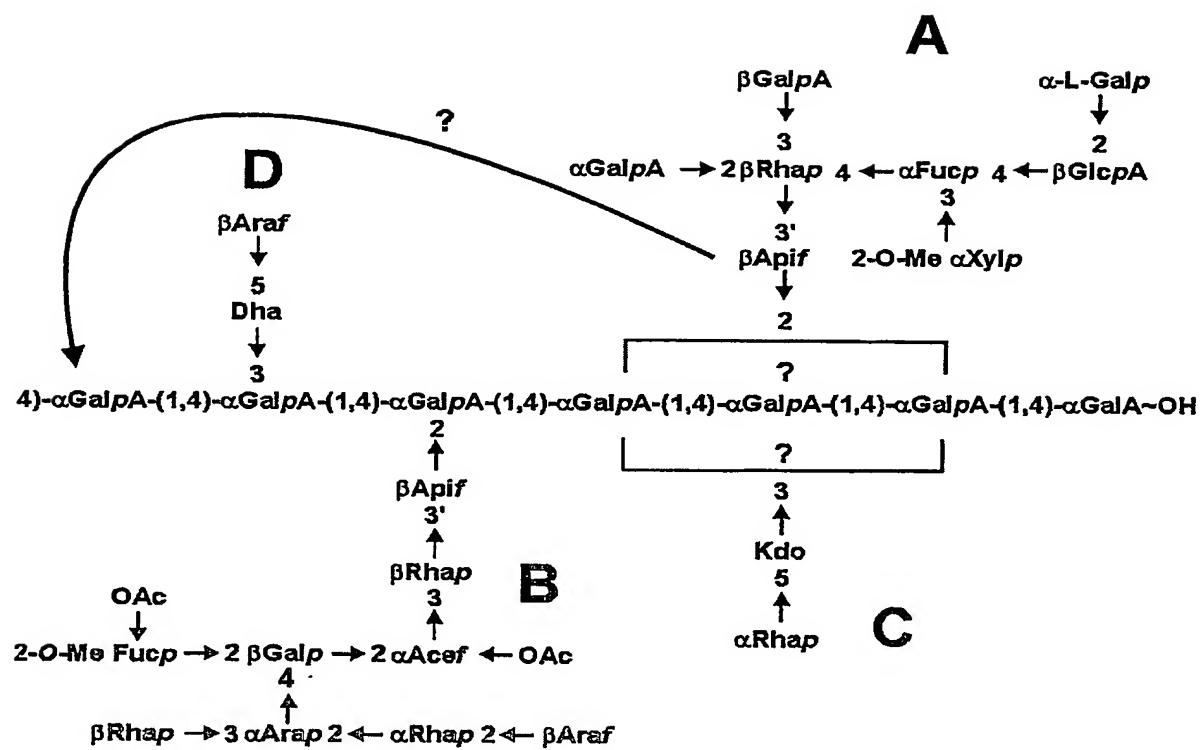 A
βGalpA α-L-Galp
? 3 2
D αGalpA 2 βRhap 4 αFucp 4 βGlcpA
3
βAraf 3'
βApif 2-O-Me αXylp
5
Dha 2
3 ?
4)-αGalpA-(1,4)-αGalpA-(1,4)-αGalpA-(1,4)-αGalpA-(1,4)-αGalpA-(1,4)-αGalpA-(1,4)-αGalA~OH
2 ?
βApif 3
3'
Kdo
βRhap B 5
3
OAc αRhap C
2-O-Me Fucp 2 βGalp 2 αAcef OAc
4
βRhap 3 αArap 2 αRhap 2 βAraf